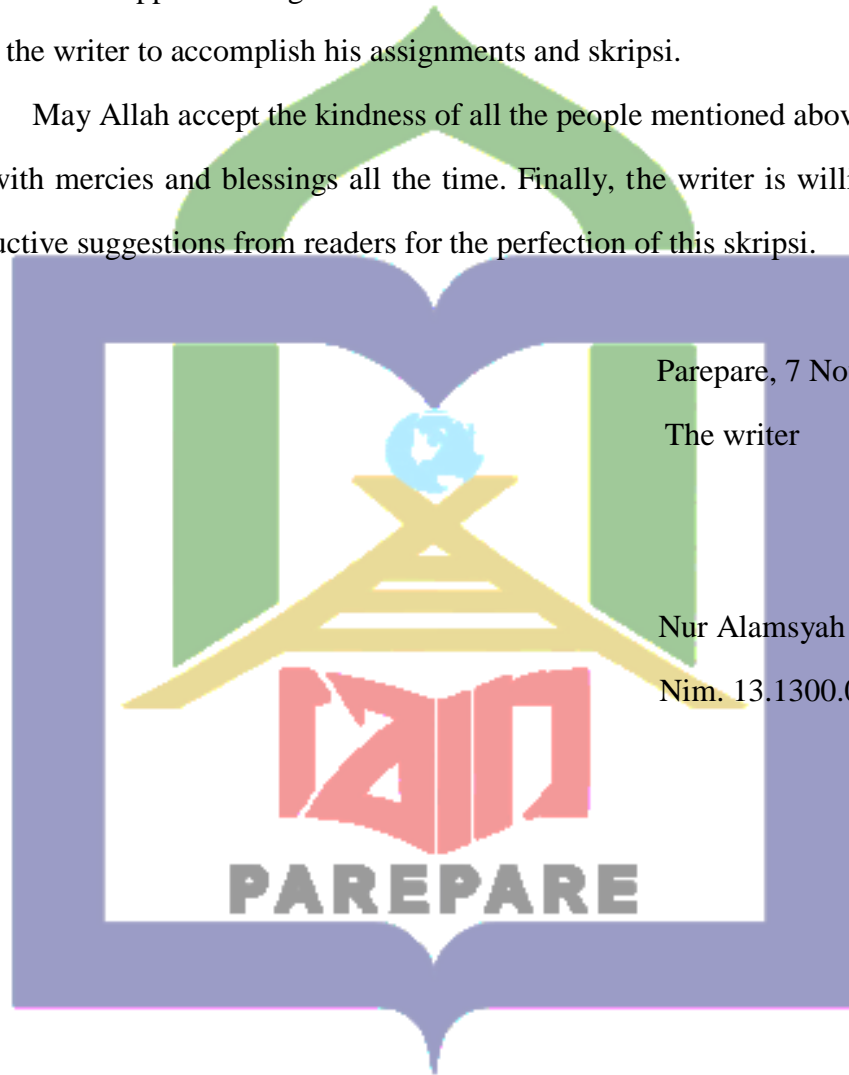 the writer to accomplish his assignments and skripsi.
May Allah accept the kindness of all the people mentioned abov
with mercies and blessings all the time. Finally, the writer is will
uctive suggestions from readers for the perfection of this skripsi.
Parepare, 7 No
The writer
Nur Alamsyah
Nim. 13.1300.0
iain
PAREPARE